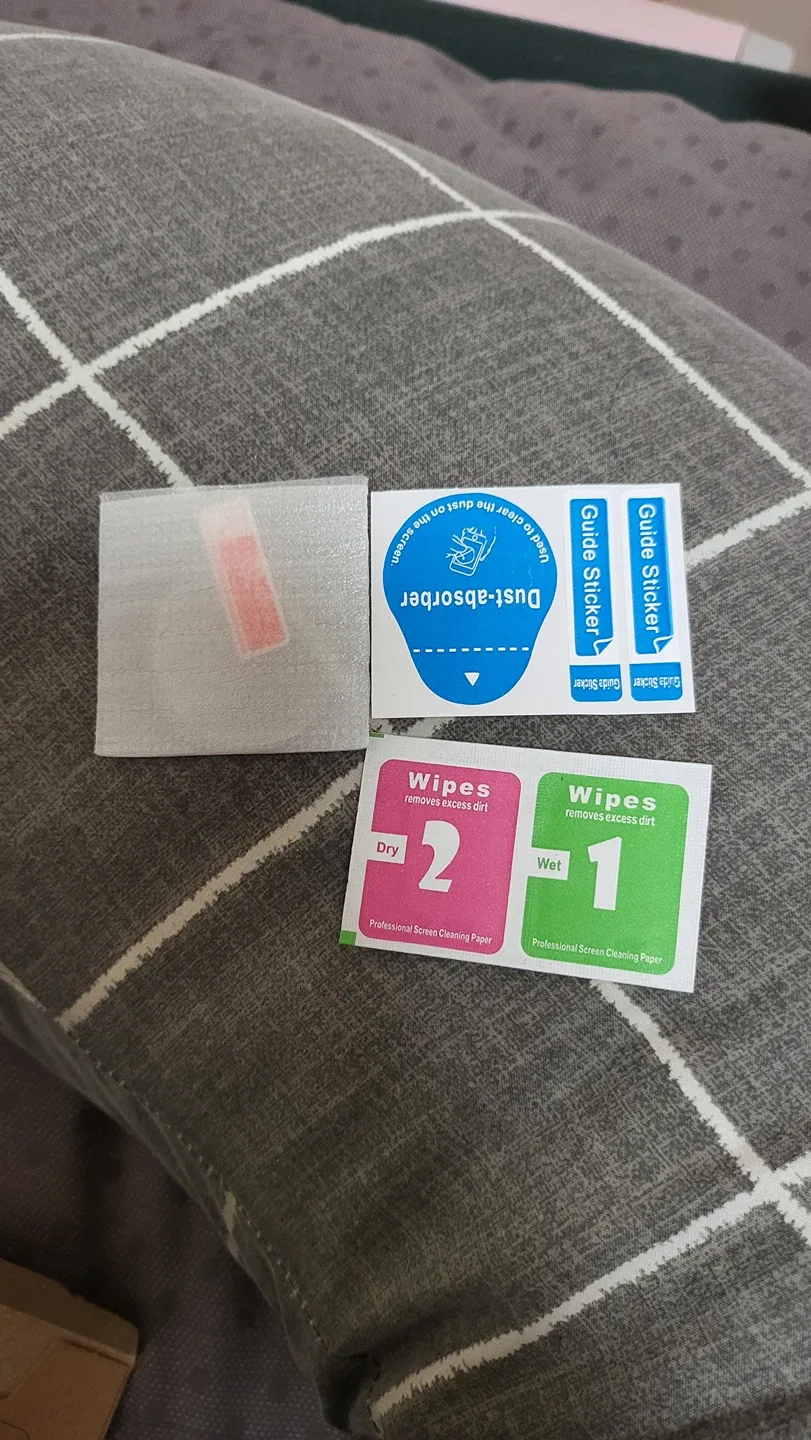 used to clear the dust on the screen.
Dust-absorber
Guide Sticker
Guide Sticker
Guide Sticker
Guide Sticker
Wipes
removes excess dirt
Dry
2
Professional Screen Cleaning Paper
Wipes
removes excess dirt
Wet
1
Professional Screen Cleaning Paper